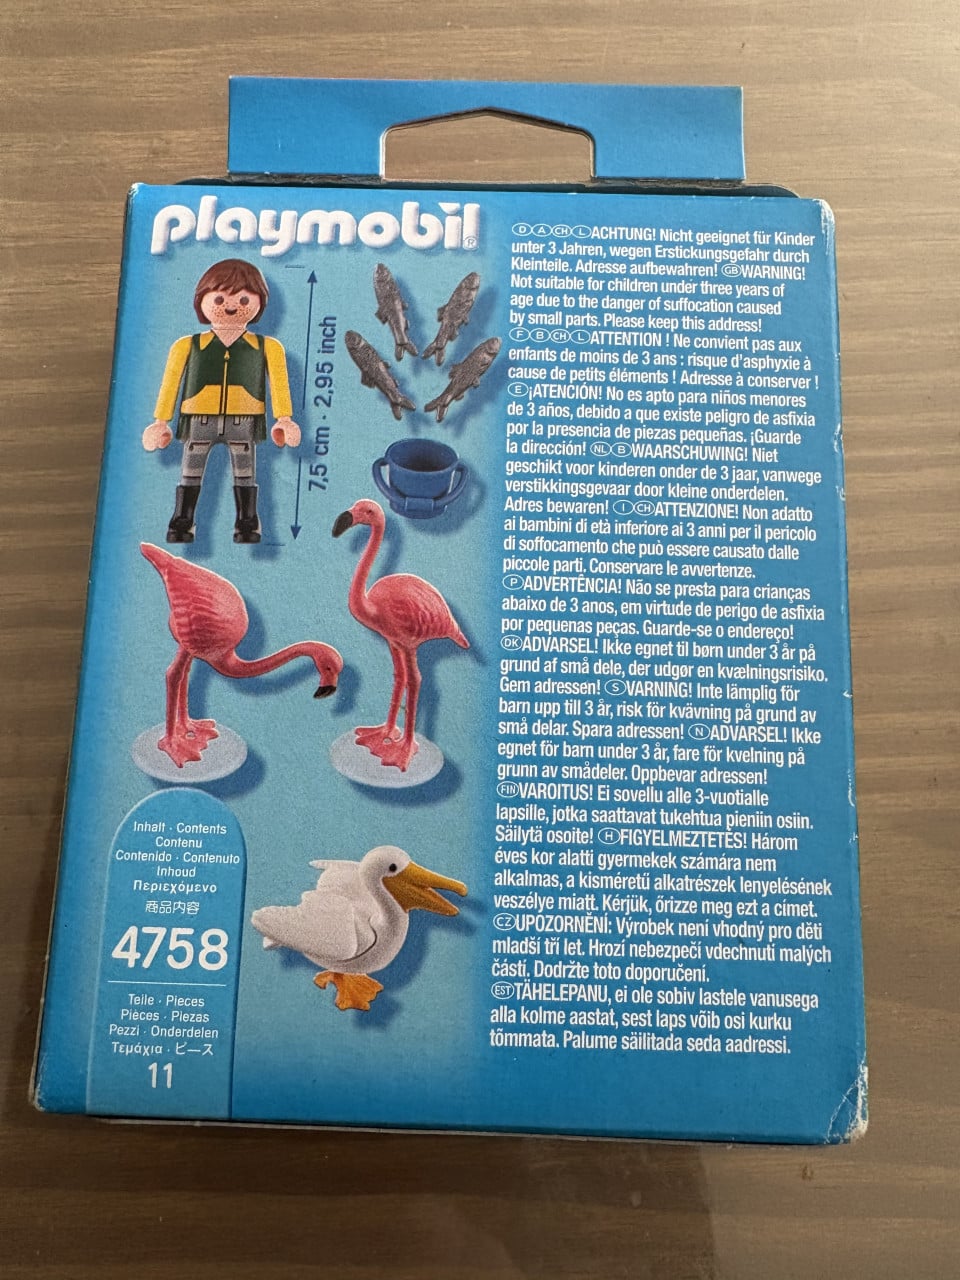 playmobil®
7,5 cm · 2,95 inch
Inhalt · Contents
Contenu
Contenido · Contenuto
Inhoud
Περιεχόμενο
商品内容
4758
Teile · Pieces
Pièces · Piezas
Pezzi · Onderdelen
Τεμάχια · ピース
11
D A CH L ACHTUNG! Nicht geeignet für Kinder
unter 3 Jahren, wegen Erstickungsgefahr durch
Kleinteile. Adresse aufbewahren! GB WARNING!
Not suitable for children under three years of
age due to the danger of suffocation caused
by small parts. Please keep this address!
F B CH L ATTENTION ! Ne convient pas aux
enfants de moins de 3 ans : risque d'asphyxie à
cause de petits éléments ! Adresse à conserver !
E ¡ATENCIÓN! No es apto para niños menores
de 3 años, debido a que existe peligro de asfixia
por la presencia de piezas pequeñas. ¡Guarde
la dirección! NL B WAARSCHUWING! Niet
geschikt voor kinderen onder de 3 jaar, vanwege
verstikkingsgevaar door kleine onderdelen.
Adres bewaren! I CH ATTENZIONE! Non adatto
ai bambini di età inferiore ai 3 anni per il pericolo
di soffocamento che può essere causato dalle
piccole parti. Conservare le avvertenze.
P ADVERTÊNCIA! Não se presta para crianças
abaixo de 3 anos, em virtude de perigo de asfixia
por pequenas peças. Guarde-se o endereço!
DK ADVARSEL! Ikke egnet til børn under 3 år på
grund af små dele, der udgør en kvælningsrisiko.
Gem adressen! S VARNING! Inte lämplig för
barn upp till 3 år, risk för kvävning på grund av
små delar. Spara adressen! N ADVARSEL! Ikke
egnet for barn under 3 år, fare for kvelning på
grunn av smådeler. Oppbevar adressen!
FIN VAROITUS! Ei sovellu alle 3-vuotialle
lapsille, jotka saattavat tukehtua pieniin osiin.
Säilytä osoite! H FIGYELMEZTETÉS! Három
éves kor alatti gyermekek számára nem
alkalmas, a kisméretű alkatrészek lenyelésének
veszélye miatt. Kérjük, őrizze meg ezt a címet.
CZ UPOZORNĚNÍ: Výrobek není vhodný pro děti
mladší tří let. Hrozí nebezpečí vdechnutí malých
částí. Dodržte toto doporučení.
EST TÄHELEPANU, ei ole sobiv lastele vanusega
alla kolme aastat, sest laps võib osi kurku
tõmmata. Palume säilitada seda aadressi.